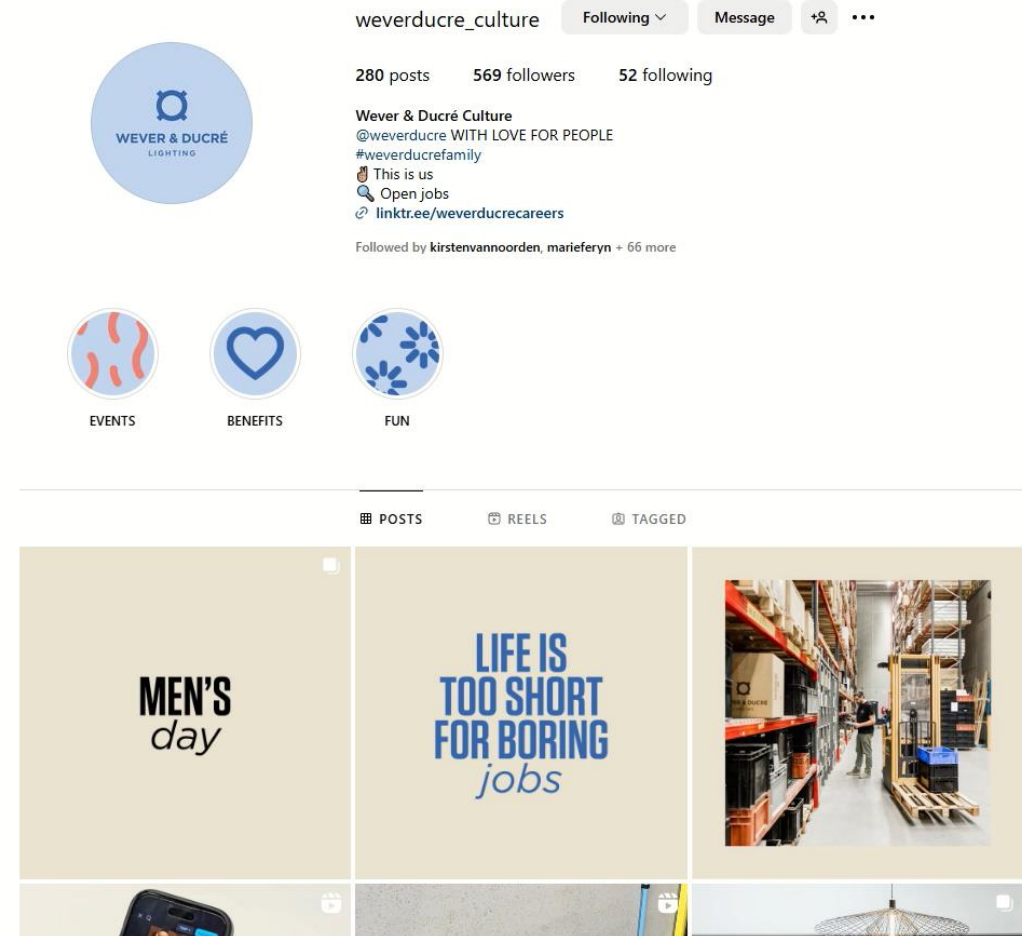 weverducre_culture
Following
Message
280 posts
569 followers
52 following
WEVER & DUCRÉ
LIGHTING
Wever & Ducré Culture
@weverducre WITH LOVE FOR PEOPLE
#weverducrefamily
This is us
Open jobs
linktr.ee/weverducrecareers
Followed by kirstenvannoorden, marieferyn + 66 more
EVENTS
BENEFITS
FUN
POSTS
REELS
TAGGED
MEN'S
day
LIFE IS
TOO SHORT
FOR BORING
jobs